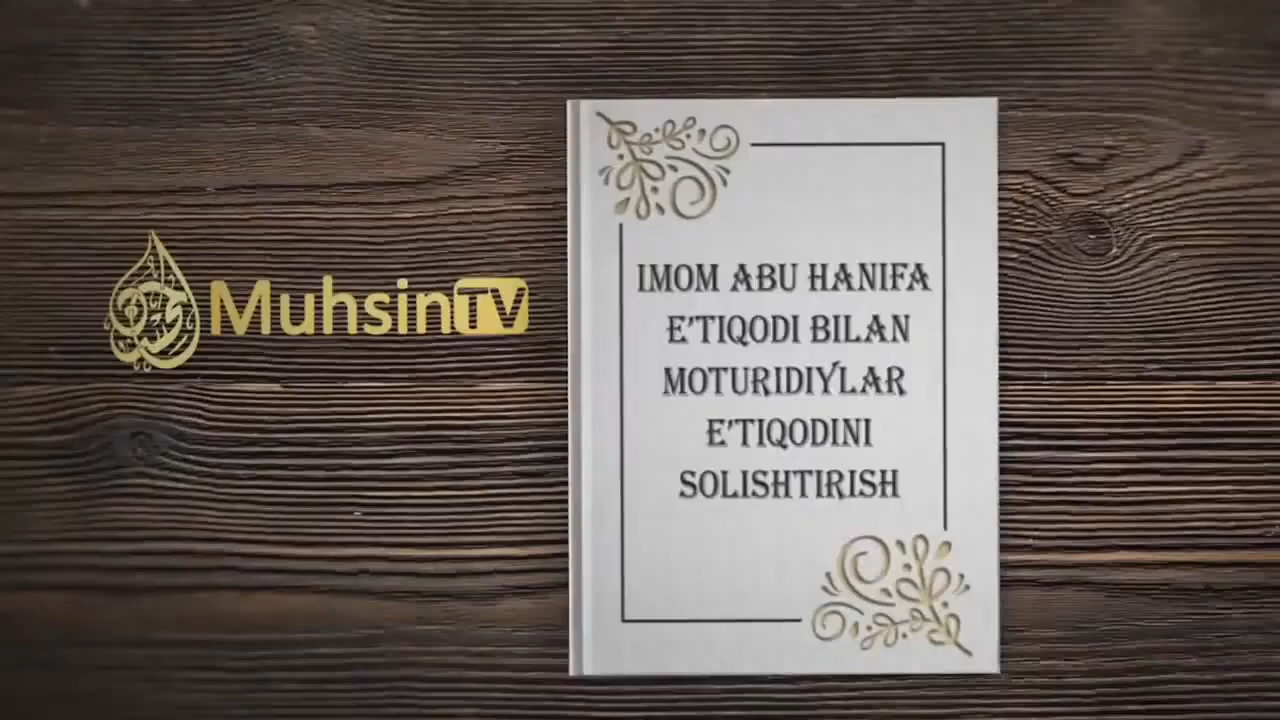 MuhsinTV
IMOM ABU HANIFA
E'TIQODI BILAN
MOTURIDIYLAR
E'TIQODINI
SOLISHTIRISH